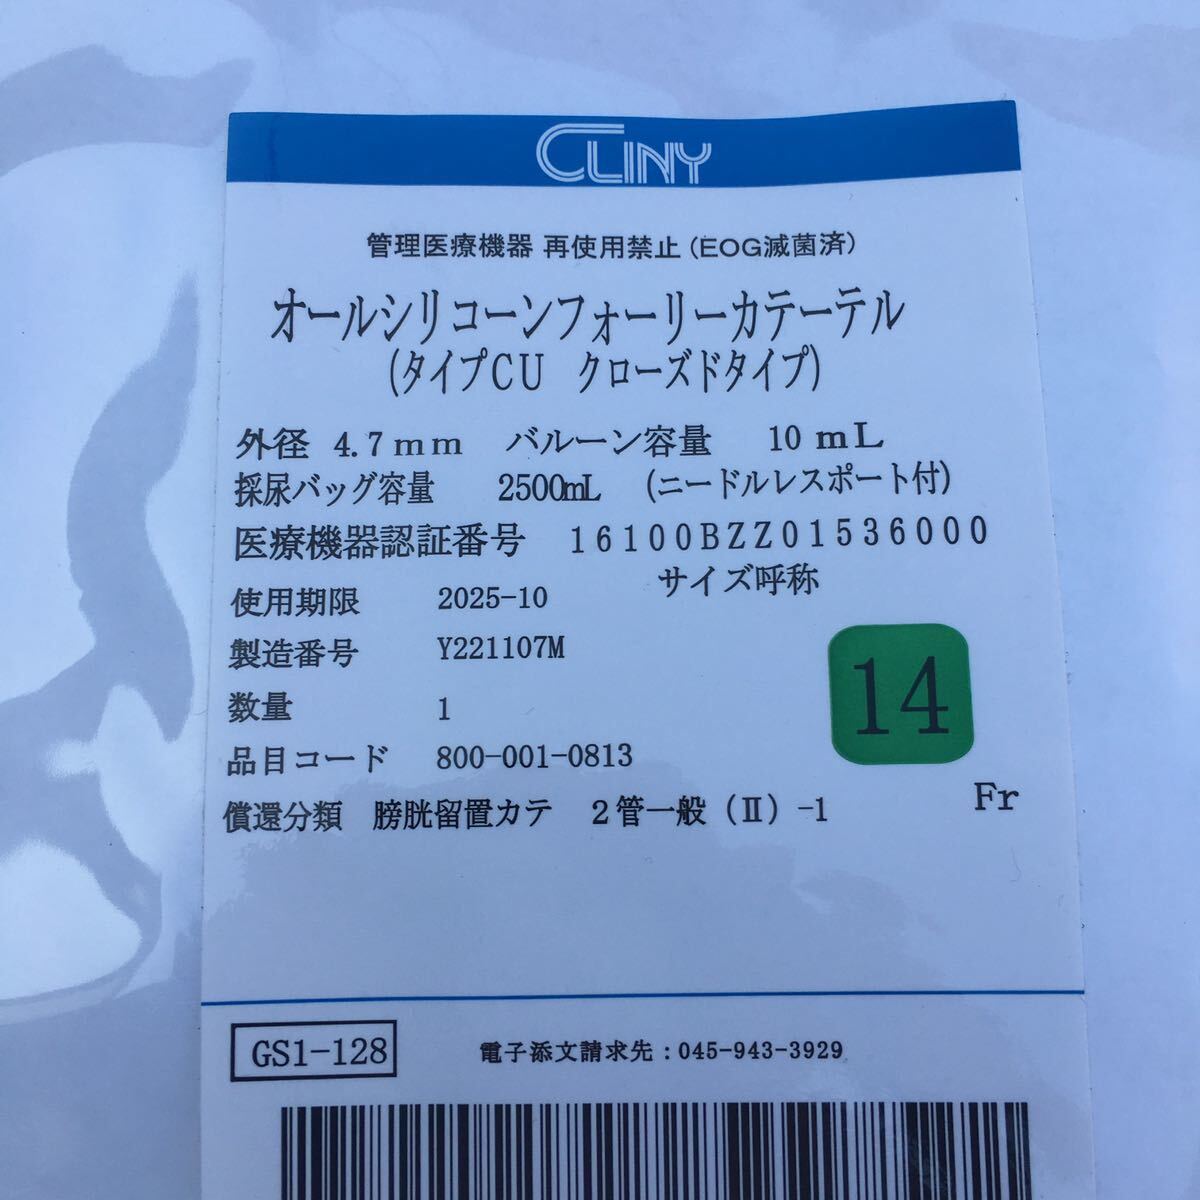 CLINY
管理医療機器 再使用禁止（EOG滅菌済）
オールシリコーンフォーリーカテーテル
(タイプCU クローズドタイプ)
外径 4.7mm バルーン容量 10mL
採尿バッグ容量 2500mL (ニードルレスポート付)
医療機器認証番号 16100BZZ01536000
サイズ呼称
使用期限 2025-10
製造番号 Y221107M
数量 1
14
品目コード 800-001-0813
Fr
償還分類 膀胱留置カテ 2管一般（Ⅱ）-1
GS1-128
電子添文請求先：045-943-3929